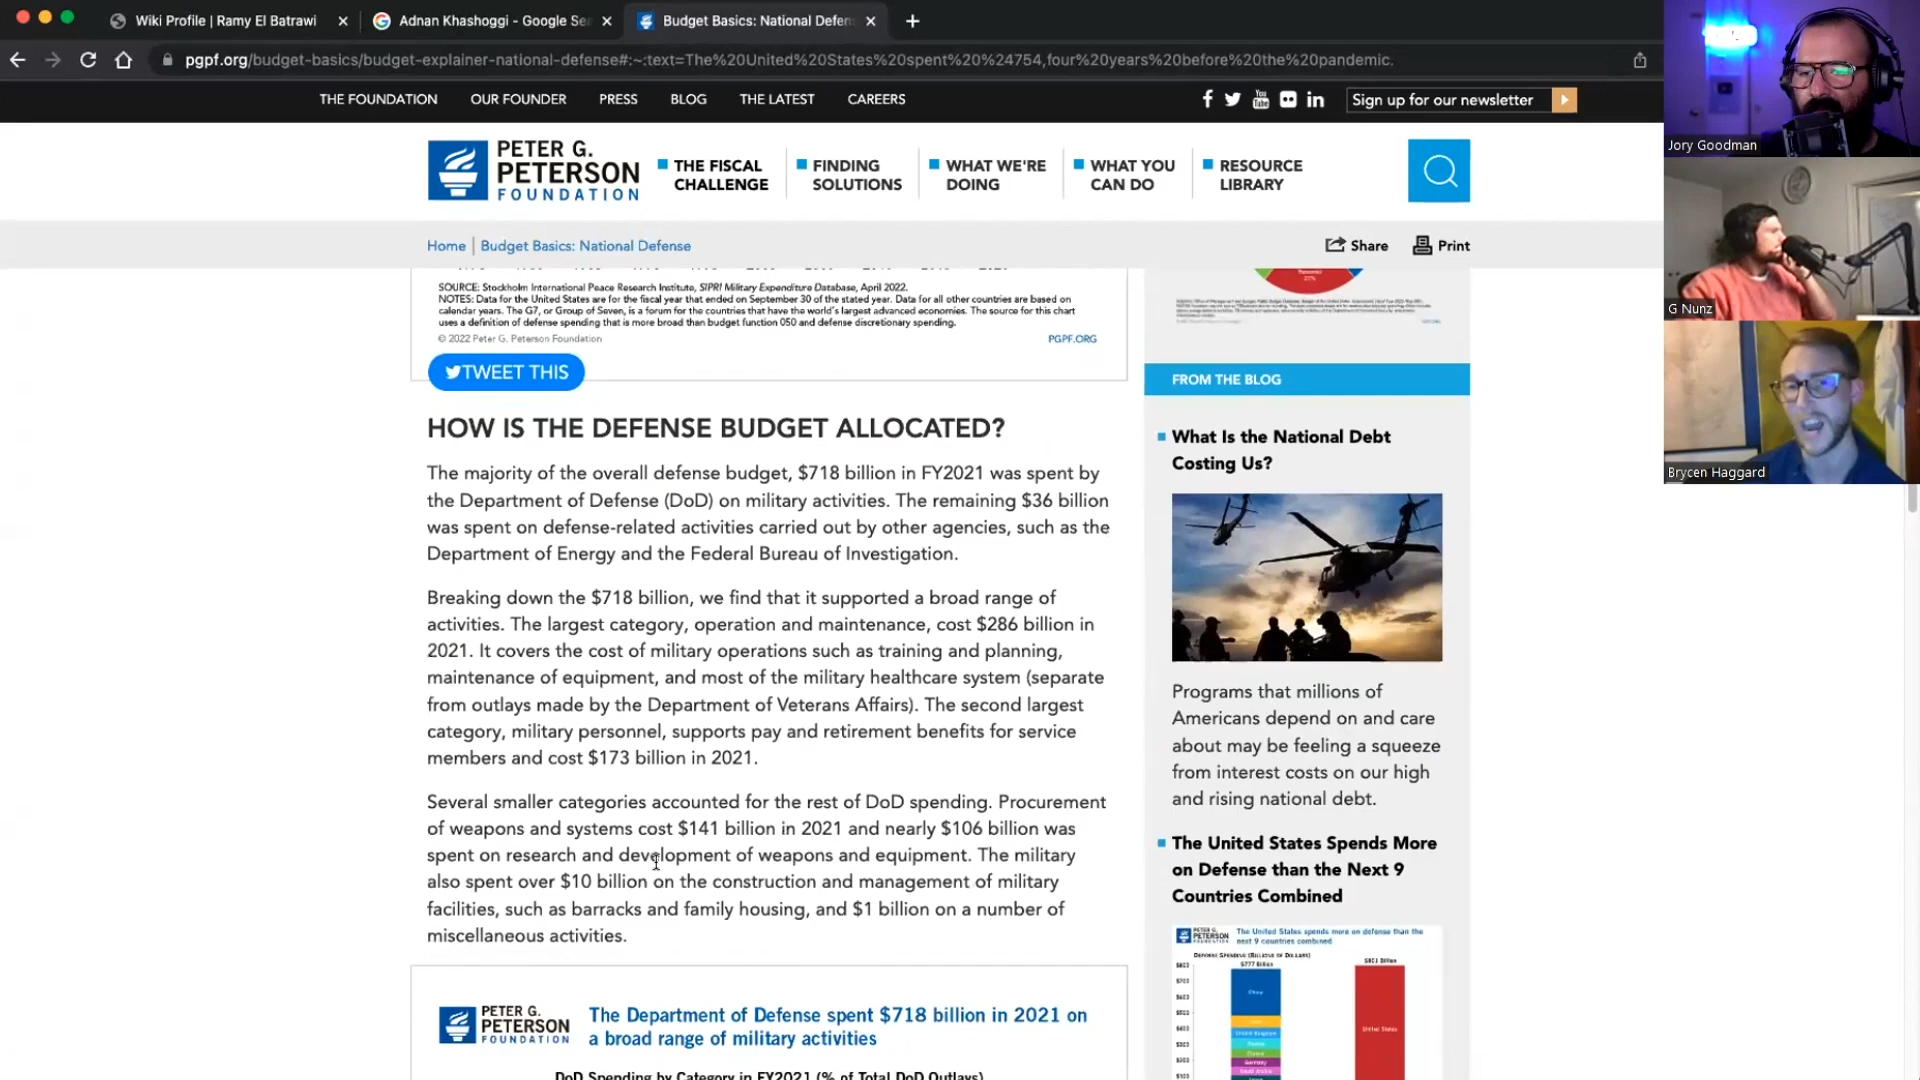 Wiki Profile | Ramy El Batrawi
Adnan Khashoggi - Google Se
Budget Basics: National Defen
pgpf.org/budget-basics/budget-explainer-national-defense#:~:text=The%20United%20States%20spent%20%24754,four%20years%20before%20the%20pandemic.
THE FOUNDATION OUR FOUNDER PRESS BLOG THE LATEST CAREERS
Sign up for our newsletter
PETER G.
PETERSON
FOUNDATION
THE FISCAL
CHALLENGE
FINDING
SOLUTIONS
WHAT WE'RE
DOING
WHAT YOU
CAN DO
RESOURCE
LIBRARY
Home | Budget Basics: National Defense
Share Print
SOURCE: Stockholm International Peace Research Institute, SIPRI Military Expenditure Database, April 2022.
NOTES: Data for the United States are for the fiscal year that ended on September 30 of the stated year. Data for all other countries are based on
calendar years. The G7, or Group of Seven, is a forum for the countries that have the world's largest advanced economies. The source for this chart
uses a definition of defense spending that is more broad than budget function 050 and defense discretionary spending.
© 2022 Peter G. Peterson Foundation PGPF.ORG
TWEET THIS
HOW IS THE DEFENSE BUDGET ALLOCATED?
The majority of the overall defense budget, $718 billion in FY2021 was spent by
the Department of Defense (DoD) on military activities. The remaining $36 billion
was spent on defense-related activities carried out by other agencies, such as the
Department of Energy and the Federal Bureau of Investigation.
Breaking down the $718 billion, we find that it supported a broad range of
activities. The largest category, operation and maintenance, cost $286 billion in
2021. It covers the cost of military operations such as training and planning,
maintenance of equipment, and most of the military healthcare system (separate
from outlays made by the Department of Veterans Affairs). The second largest
category, military personnel, supports pay and retirement benefits for service
members and cost $173 billion in 2021.
Several smaller categories accounted for the rest of DoD spending. Procurement
of weapons and systems cost $141 billion in 2021 and nearly $106 billion was
spent on research and development of weapons and equipment. The military
also spent over $10 billion on the construction and management of military
facilities, such as barracks and family housing, and $1 billion on a number of
miscellaneous activities.
PETER G.
PETERSON
FOUNDATION
The Department of Defense spent $718 billion in 2021 on
a broad range of military activities
DoD Spending by Category in FY2021 (% of Total DoD Outlays)
FROM THE BLOG
What Is the National Debt
Costing Us?
Programs that millions of
Americans depend on and care
about may be feeling a squeeze
from interest costs on our high
and rising national debt.
The United States Spends More
on Defense than the Next 9
Countries Combined
PETER G.
PETERSON
FOUNDATION
The United States spends more on defense than the
next 9 countries combined
DEFENSE SPENDING (BILLIONS OF DOLLARS)
$777 Billion
$801 Billion
China
United Kingdom
Germany
Saudi Arabia
United States
Jory Goodman
G Nunz
Brycen Haggard